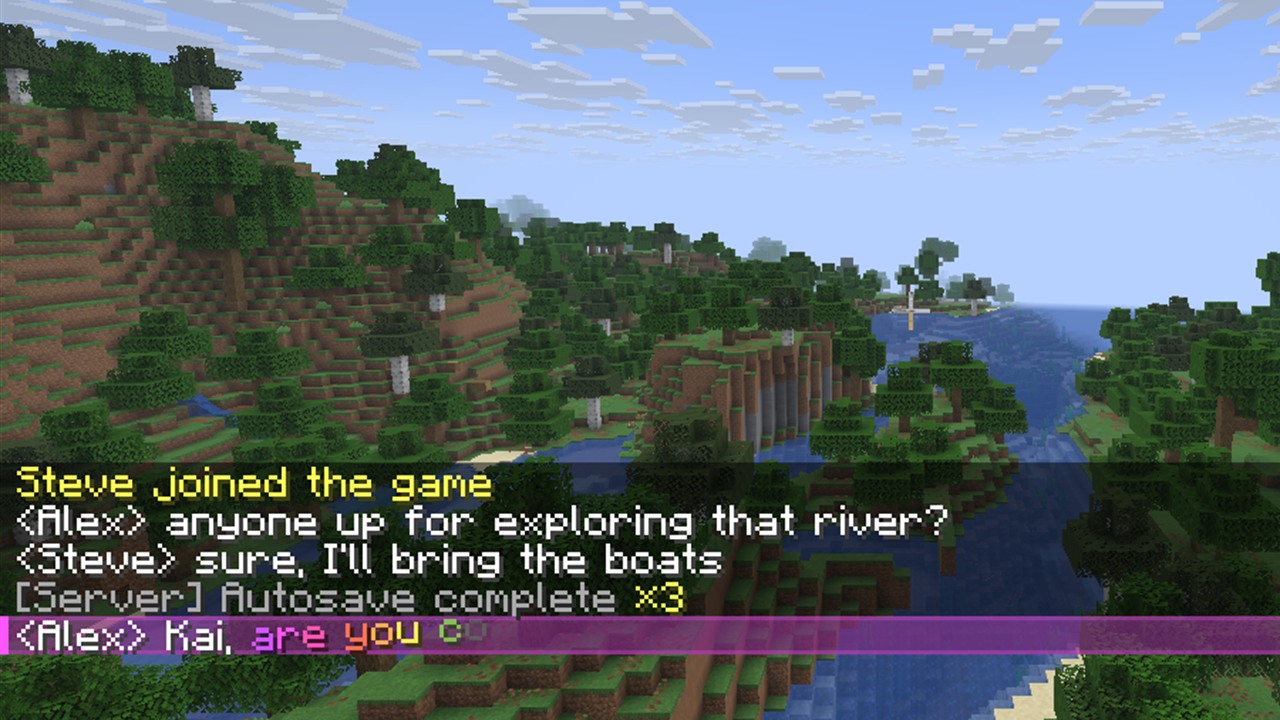 Steve joined the game
<Alex> anyone up for exploring that river?
<Steve> sure, I'll bring the boats
[Server] Autosave complete x3
<Alex> Kai, are you co